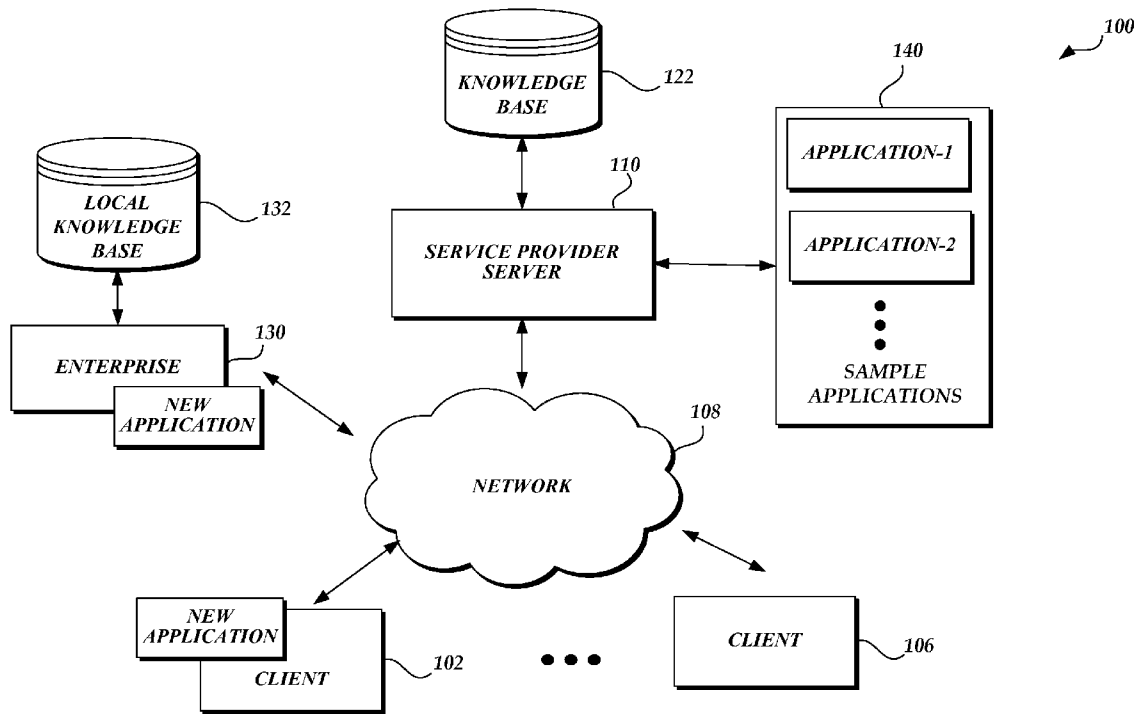 100
KNOWLEDGE
BASE
122
140
APPLICATION-1
APPLICATION-2
SAMPLE
APPLICATIONS
LOCAL
KNOWLEDGE
BASE
132
110
SERVICE PROVIDER
SERVER
ENTERPRISE
130
NEW
APPLICATION
108
NETWORK
NEW
APPLICATION
CLIENT
102
CLIENT
106